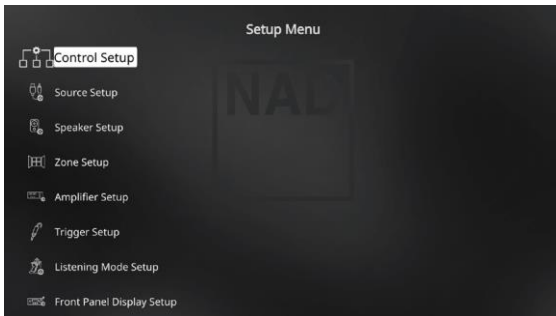 Setup Menu
Control Setup
Source Setup
NAD
Speaker Setup
Zone Setup
Amplifier Setup
Trigger Setup
Listening Mode Setup
Front Panel Display Setup